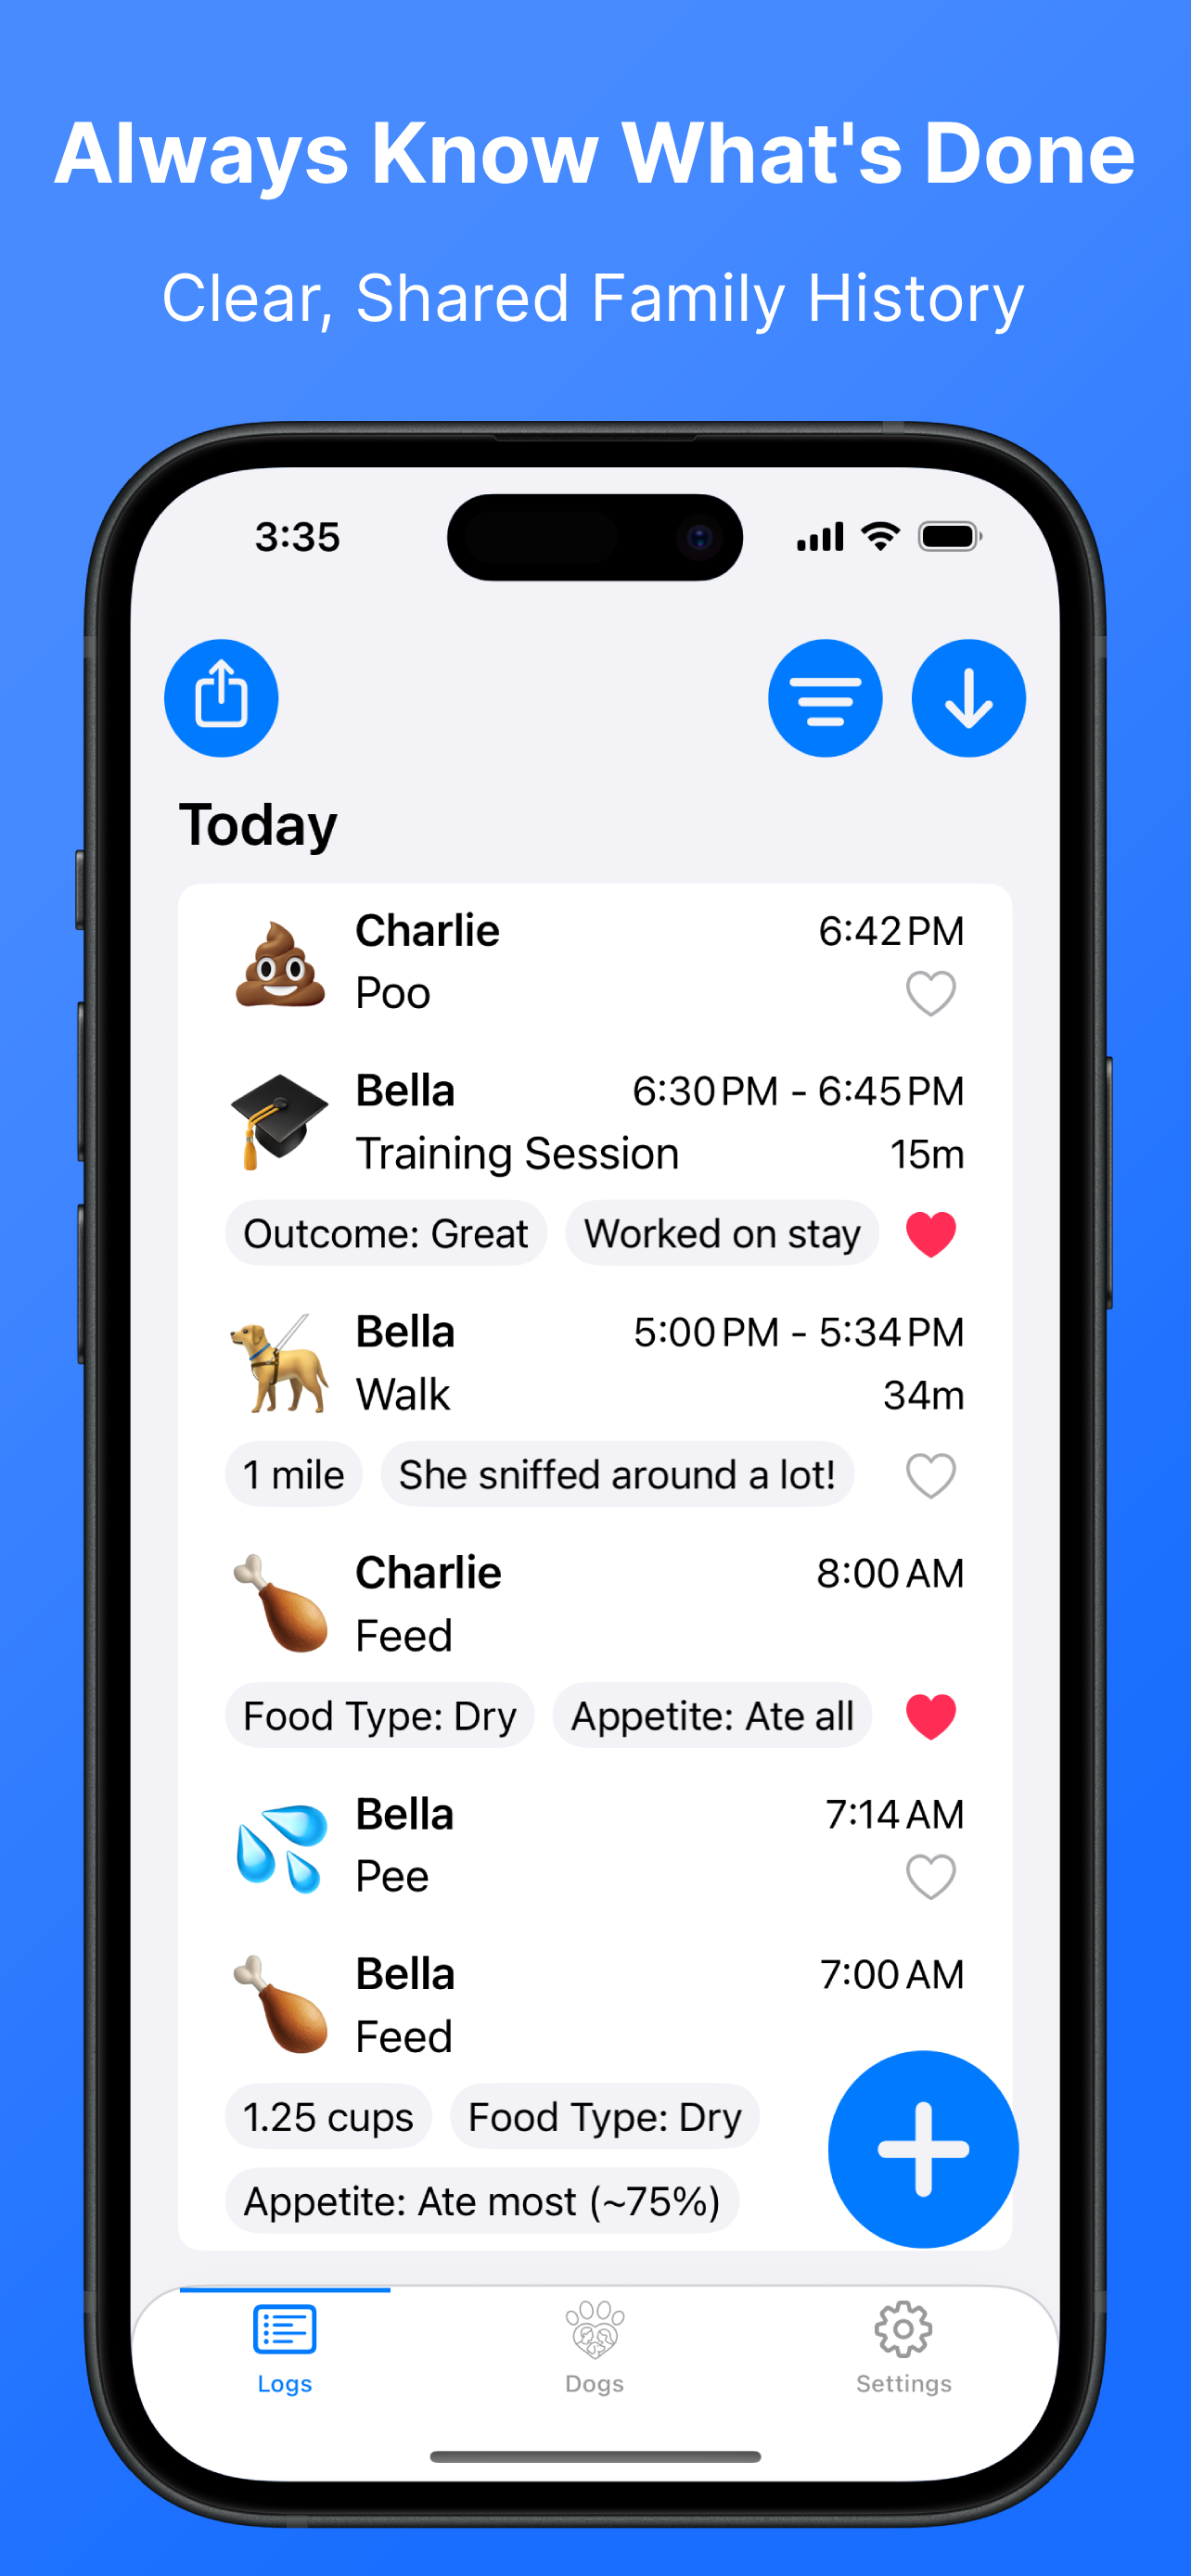 Always Know What's Done
Clear, Shared Family History
3:35
Today
Charlie 6:42 PM
Poo
Bella 6:30 PM - 6:45 PM
Training Session 15m
Outcome: Great Worked on stay
Bella 5:00 PM - 5:34 PM
Walk 34m
1 mile She sniffed around a lot!
Charlie 8:00 AM
Feed
Food Type: Dry Appetite: Ate all
Bella 7:14 AM
Pee
Bella 7:00 AM
Feed
1.25 cups Food Type: Dry
Appetite: Ate most (~75%)
Logs Dogs Settings